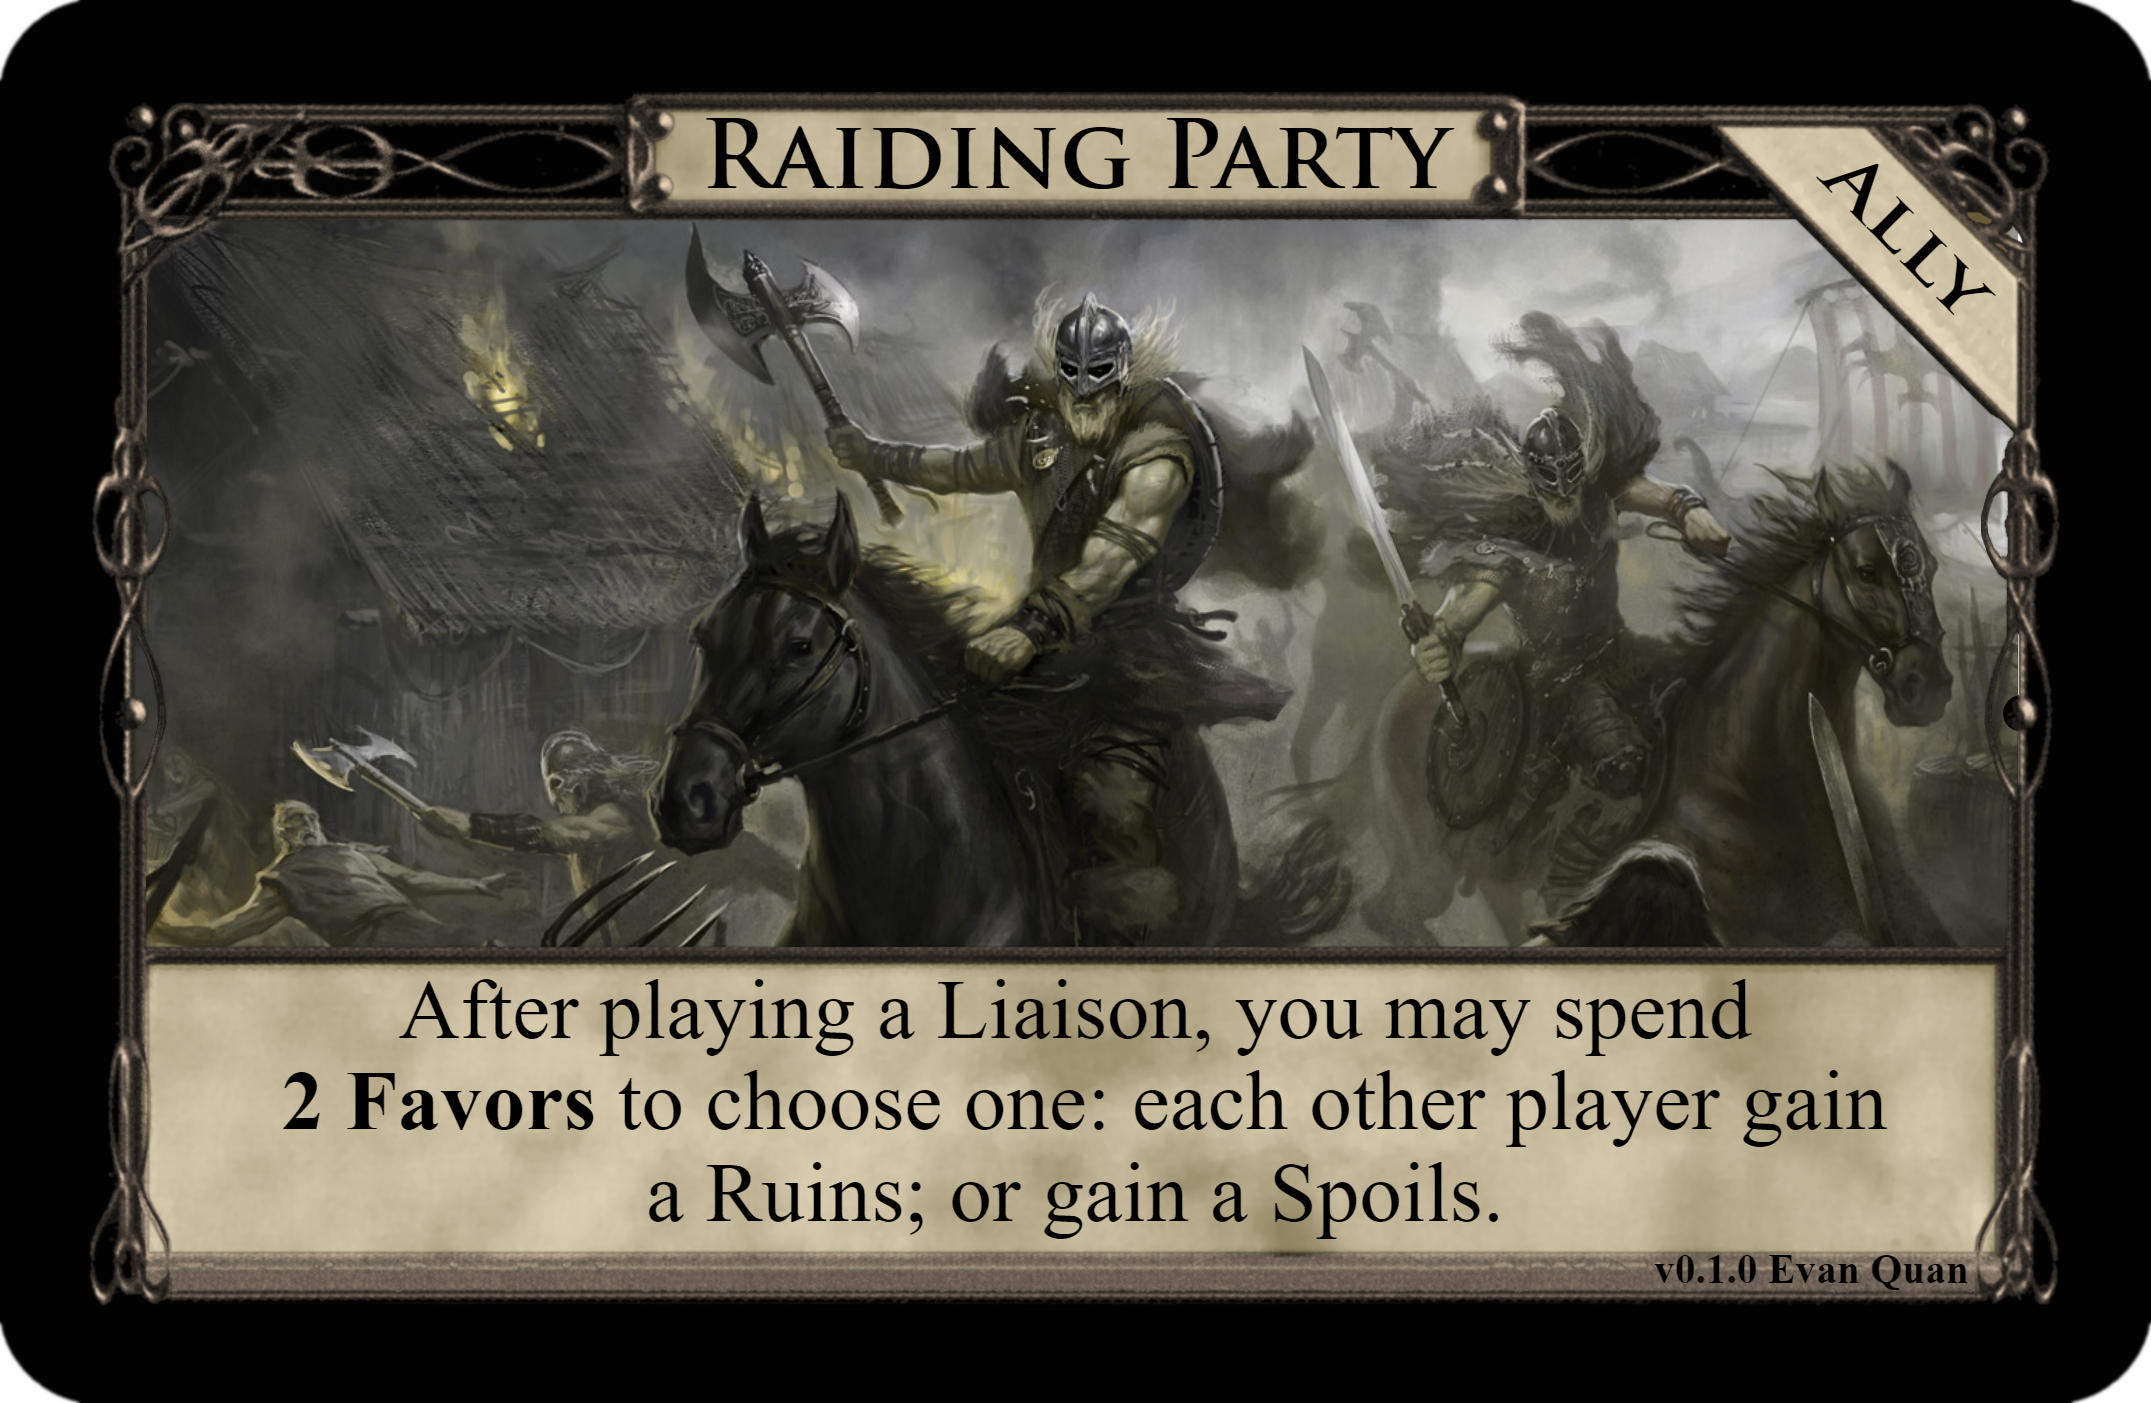 RAIDING PARTY
ALLY
After playing a Liaison, you may spend
2 Favors to choose one: each other player gain
a Ruins; or gain a Spoils.
v0.1.0 Evan Quan